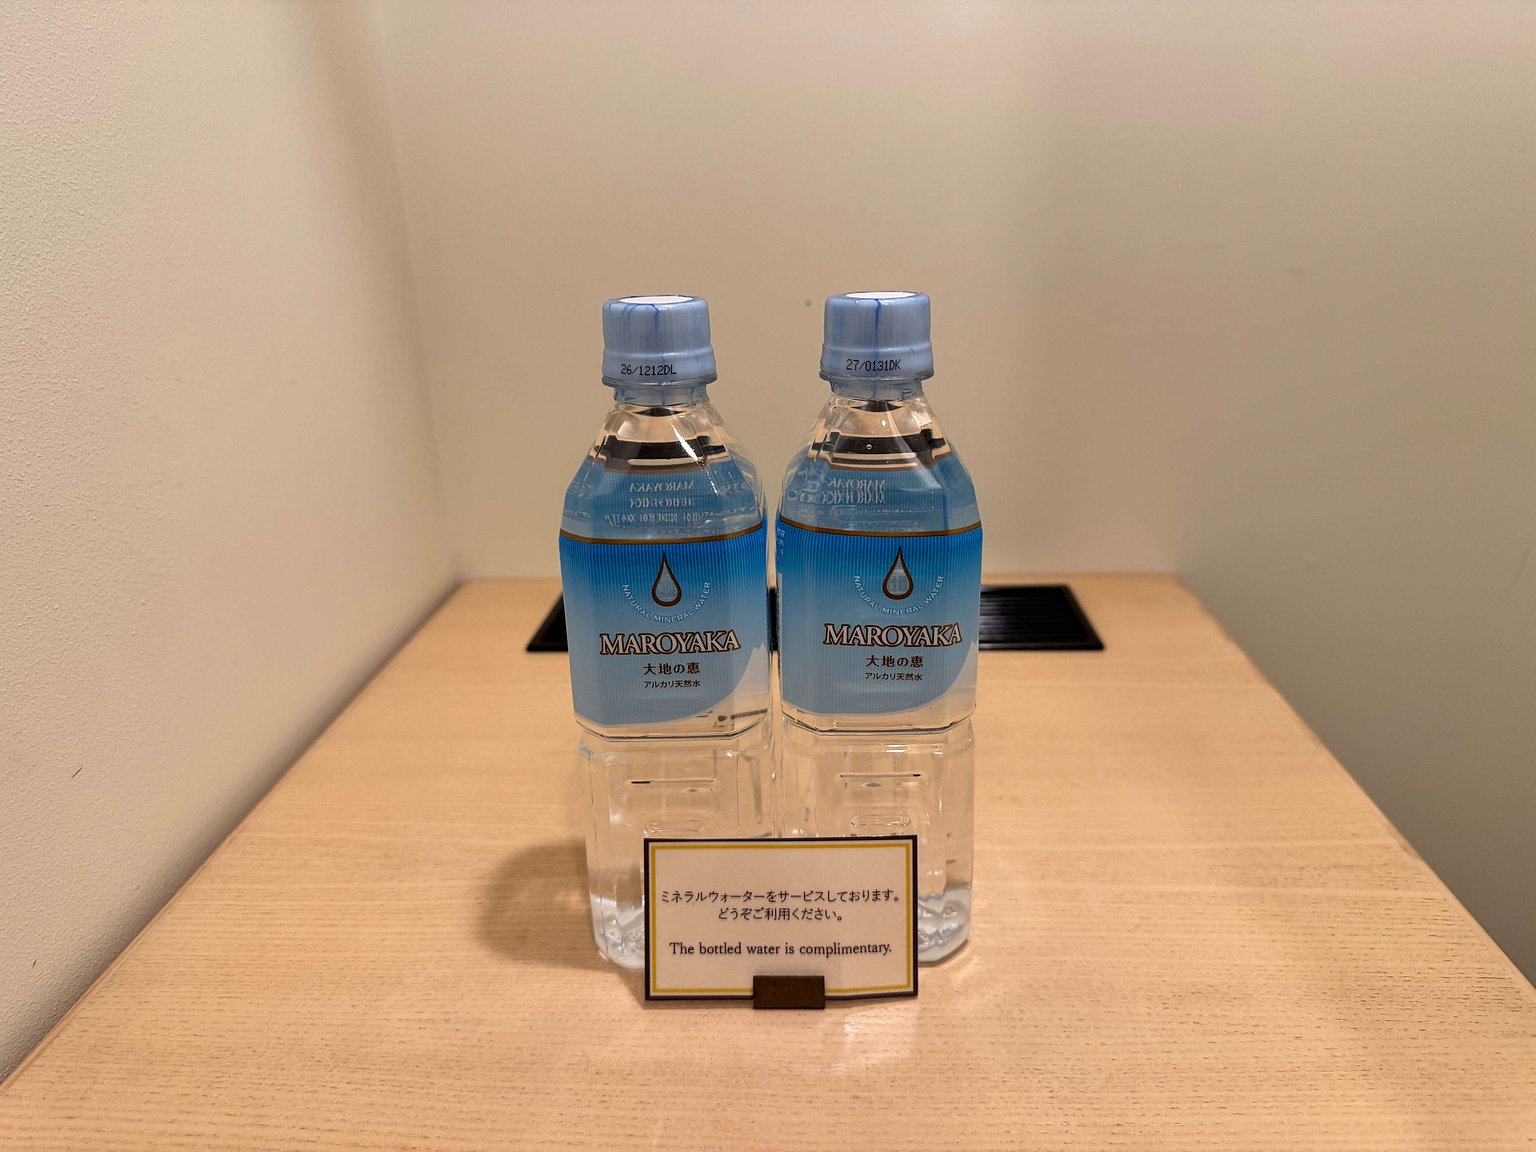 26/1212DL
27/0131DK
NATURAL MINERAL WATER
MAROYAKA
大地の恵
アルカリ天然水
NATURAL MINERAL WATER
MAROYAKA
大地の恵
アルカリ天然水
ミネラルウォーターをサービスしております。
どうぞご利用ください。
The bottled water is complimentary.